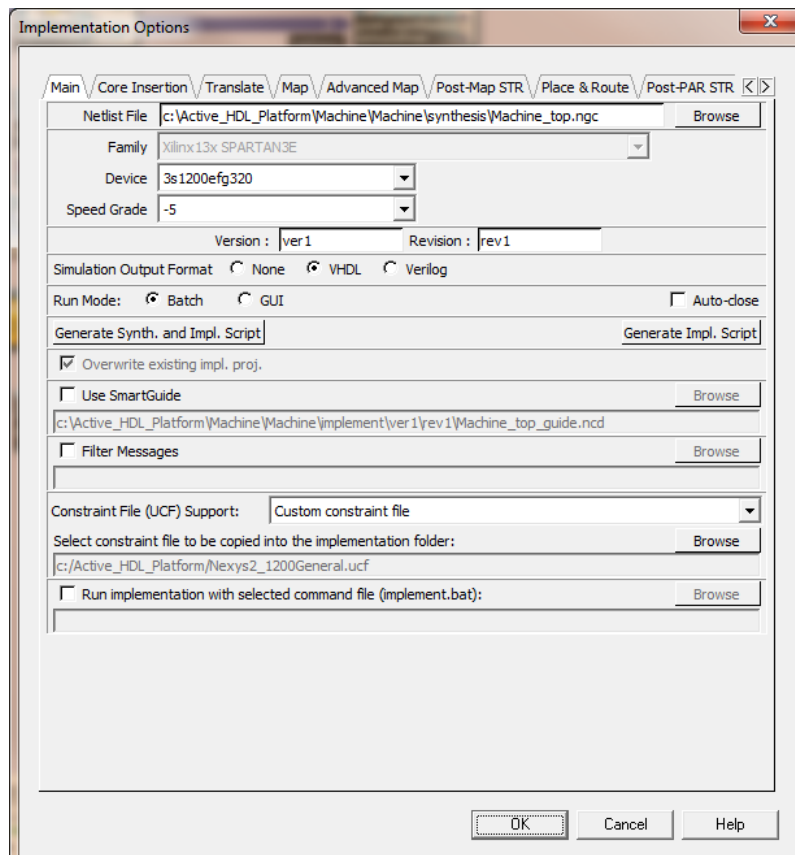 Implementation Options
Main Core Insertion Translate Map Advanced Map Post-Map STR Place & Route Post-PAR STR
Netlist File c:\Active_HDL_Platform\Machine\Machine\synthesis\Machine_top.ngc Browse
Family Xilinx13x SPARTAN3E
Device 3s1200efg320
Speed Grade -5
Version : ver1 Revision : rev1
Simulation Output Format None VHDL Verilog
Run Mode: Batch GUI Auto-close
Generate Synth. and Impl. Script Generate Impl. Script
Overwrite existing impl. proj.
Use SmartGuide Browse
c:\Active_HDL_Platform\Machine\Machine\implement\ver1\rev1\Machine_top_guide.ncd
Filter Messages Browse
Constraint File (UCF) Support: Custom constraint file
Select constraint file to be copied into the implementation folder: Browse
c:/Active_HDL_Platform/Nexys2_1200General.ucf
Run implementation with selected command file (implement.bat): Browse
OK Cancel Help